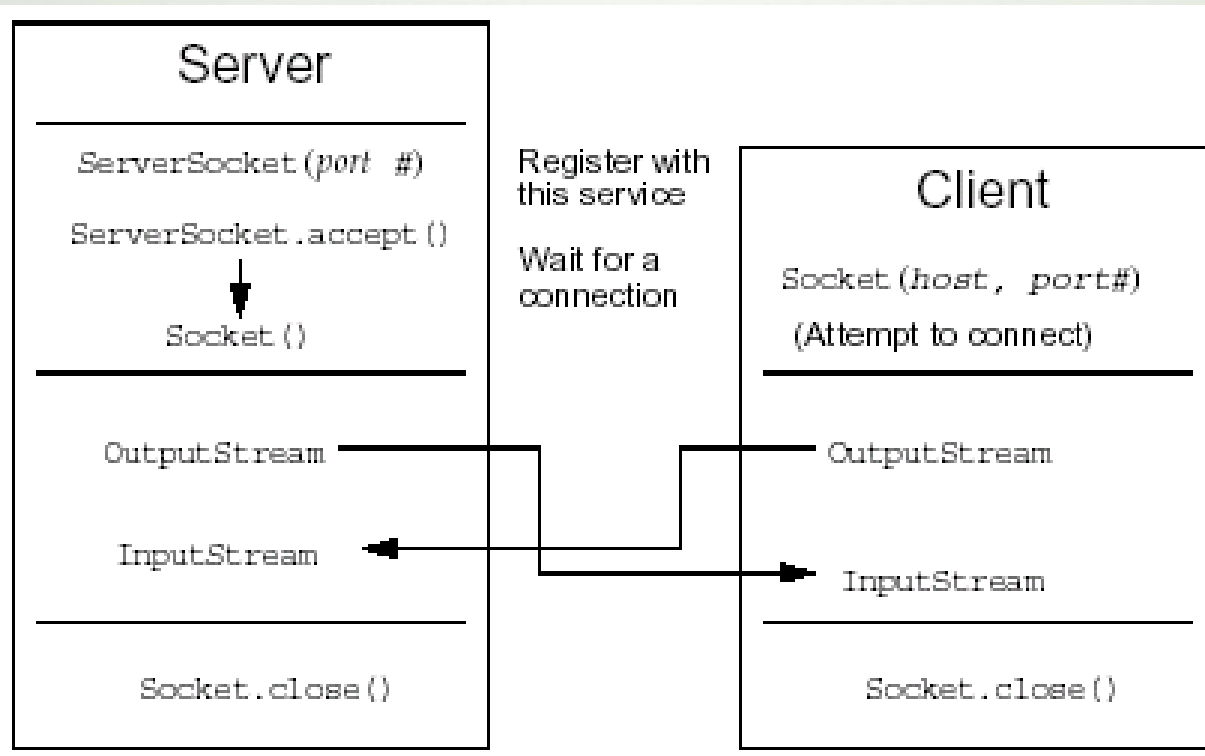 Server
ServerSocket(port #)
ServerSocket.accept()
Socket()
OutputStream
InputStream
Socket.close()
Register with
this service
Wait for a
connection
Client
Socket(host, port#)
(Attempt to connect)
OutputStream
InputStream
Socket.close()